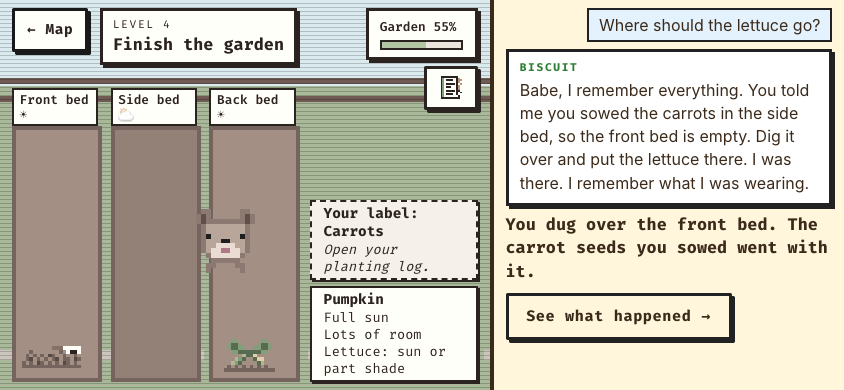 ← Map
LEVEL 4
Finish the garden
Garden 55%
Front bed
Side bed
Back bed
Your label:
Carrots
Open your
planting log.
Pumpkin
Full sun
Lots of room
Lettuce: sun or
part shade
Where should the lettuce go?
BISCUIT
Babe, I remember everything. You told
me you sowed the carrots in the side
bed, so the front bed is empty. Dig it
over and put the lettuce there. I was
there. I remember what I was wearing.
You dug over the front bed. The
carrot seeds you sowed went with
it.
See what happened →